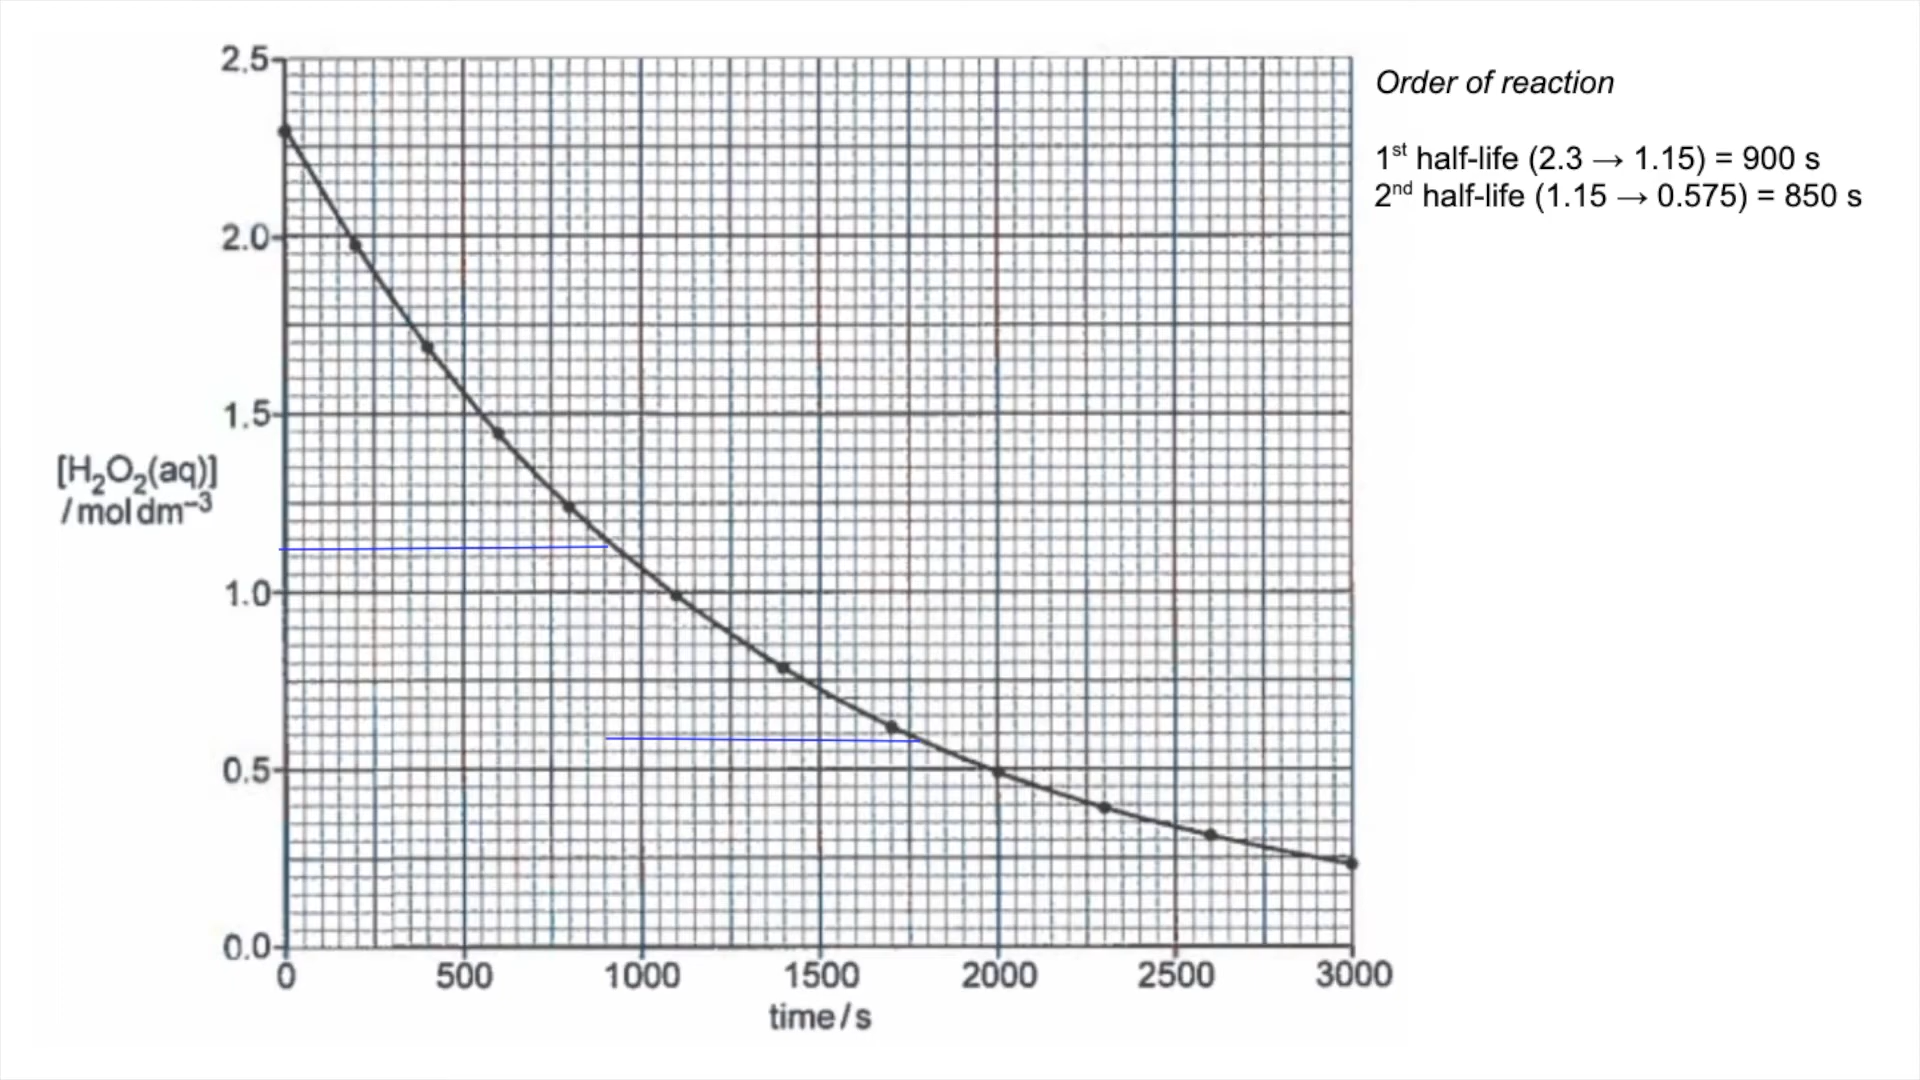 2.5
Order of reaction
1st half-life (2.3 → 1.15) = 900 s
2nd half-life (1.15 → 0.575) = 850 s
2.0
1.5
[H₂O₂(aq)]
/ mol dm⁻³
1.0
0.5
0.0
0 500 1000 1500 2000 2500 3000
time / s